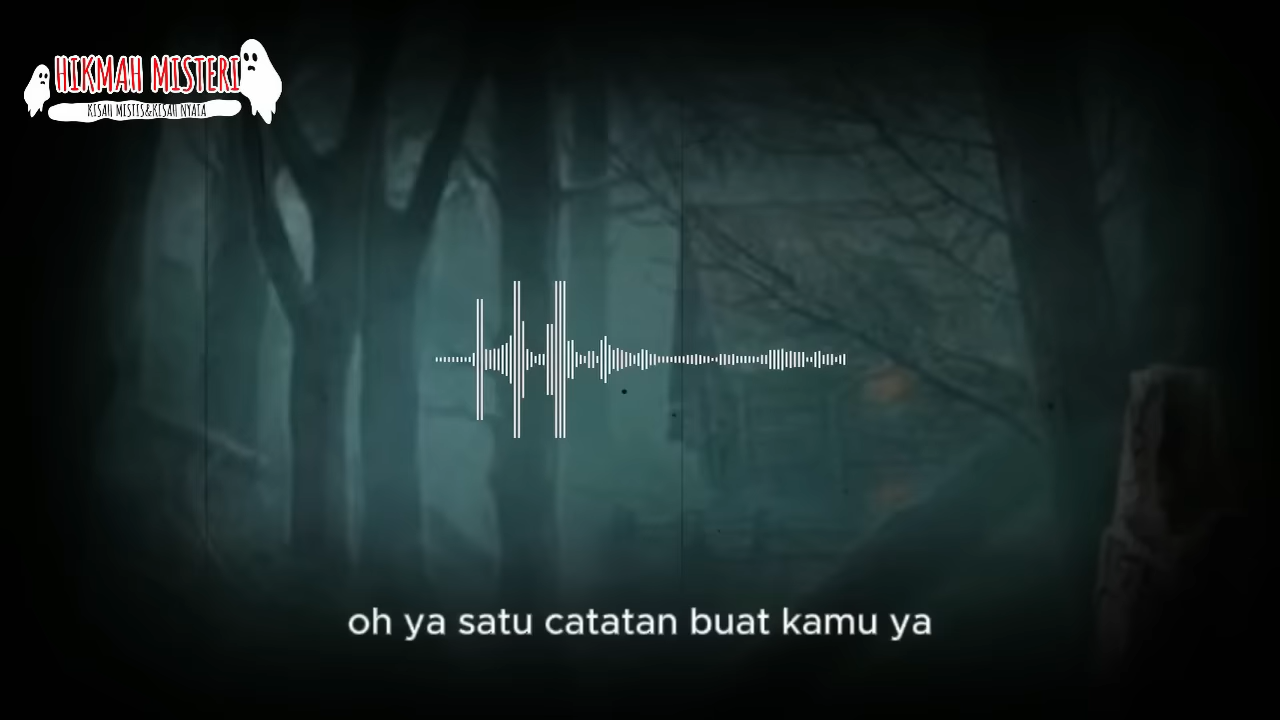 HIKMAH MISTERI
KISAH MISTIS&KISAH NYATA
oh ya satu catatan buat kamu ya